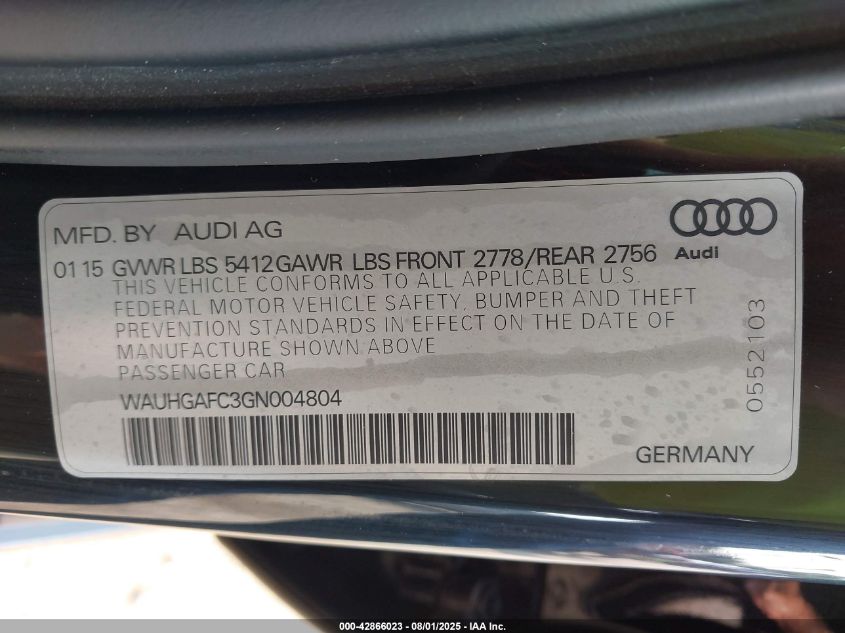 MFD. BY AUDI AG
01 15 GVWR LBS 5412 GAWR LBS FRONT 2778/REAR 2756
Audi
THIS VEHICLE CONFORMS TO ALL APPLICABLE U.S.
FEDERAL MOTOR VEHICLE SAFETY, BUMPER AND THEFT
PREVENTION STANDARDS IN EFFECT ON THE DATE OF
MANUFACTURE SHOWN ABOVE
PASSENGER CAR
WAUHGAFC3GN004804
0552103
GERMANY
000-42866023 - 08/01/2025 - IAA Inc.